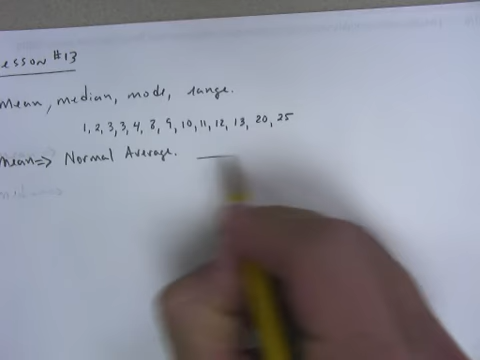 esson #13
Mean, median, mode, range.
1, 2, 3, 3, 4, 8, 9, 10, 11, 12, 13, 20, 25
mean => Normal Average.